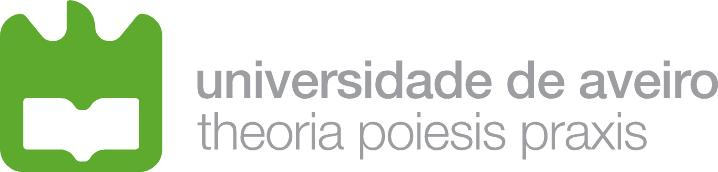 universidade de aveiro
theoria poiesis praxis